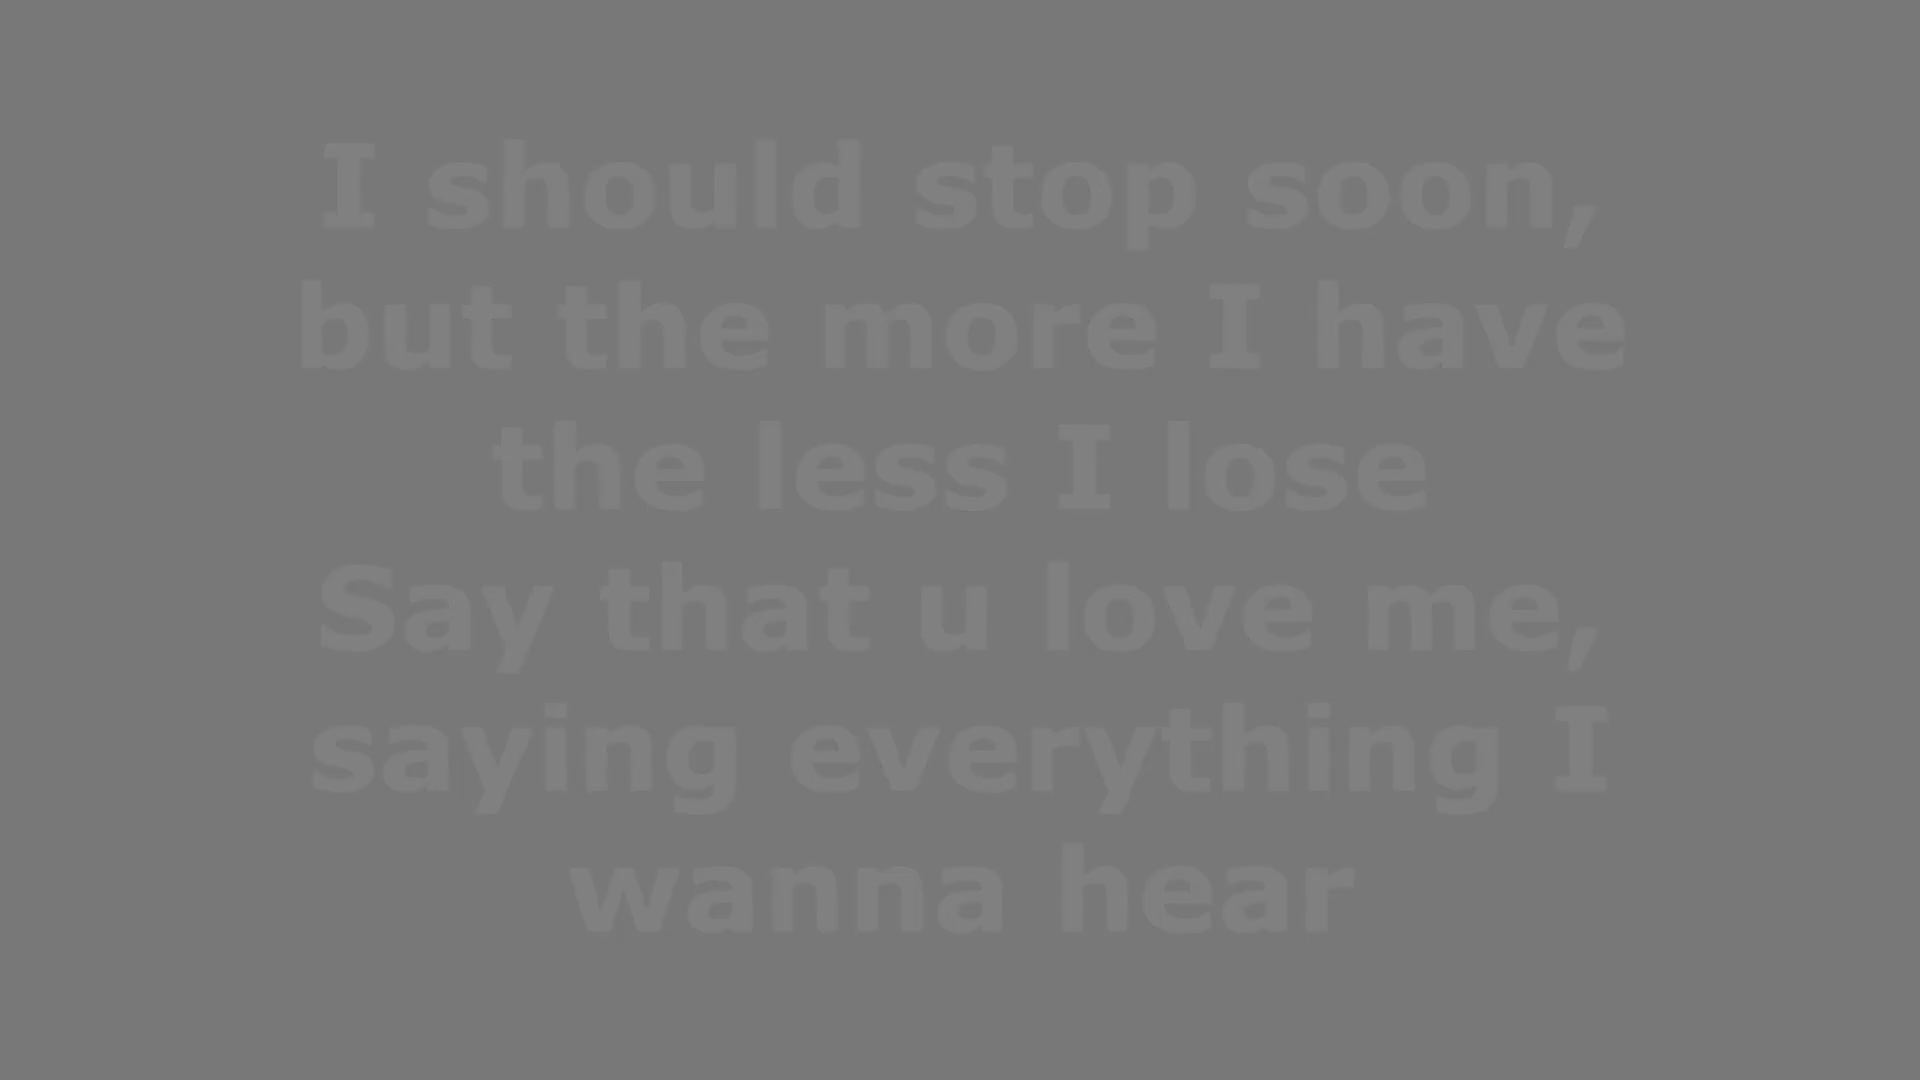 I should stop soon,
but the more I have
the less I lose
Say that u love me,
saying everything I
wanna hear